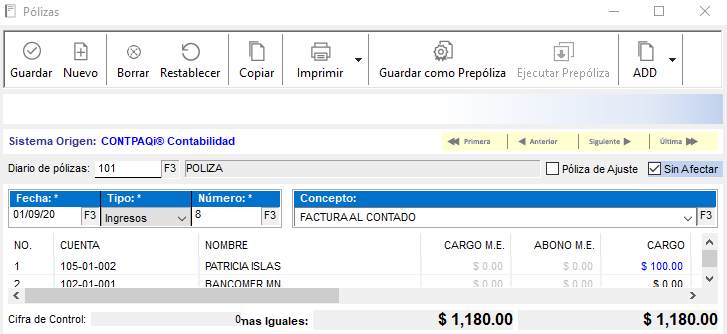 Pólizas
Guardar Nuevo Borrar Restablecer Copiar Imprimir Guardar como Prepóliza Ejecutar Prepóliza ADD
Sistema Origen: CONTPAQi® Contabilidad Primera Anterior Siguiente Última
Diario de pólizas: 101 F3 POLIZA Póliza de Ajuste Sin Afectar
Fecha: * Tipo: * Número: * Concepto:
01/09/20 F3 Ingresos 8 F3 FACTURA AL CONTADO F3
NO. CUENTA NOMBRE CARGO M.E. ABONO M.E. CARGO
1 105-01-002 PATRICIA ISLAS $ 0.00 $ 0.00 $ 100.00
2 102-01-001 BANCOMER MN $ 0.00 $ 0.00 $ 0.00
Cifra de Control: 0 mas Iguales: $ 1,180.00 $ 1,180.00